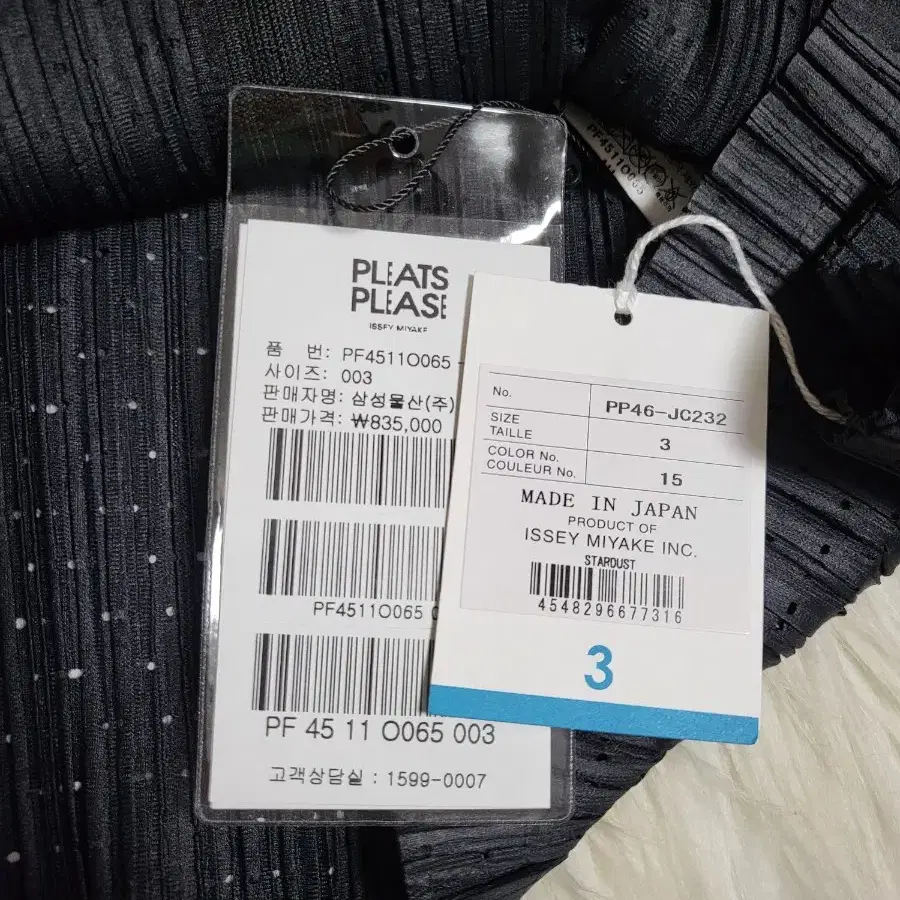 PLEATS
PLEASE
ISSEY MIYAKE
품 번: PF4511O065 -
사이즈: 003
판매자명: 삼성물산(주)
판매가격: ₩835,000
PF4511O065
PF 45 11 O065 003
고객상담실 : 1599-0007
PF4511O065
No. PP46-JC232
SIZE
TAILLE 3
COLOR No.
COULEUR No. 15
MADE IN JAPAN
PRODUCT OF
ISSEY MIYAKE INC.
STARDUST
4548296677316
3